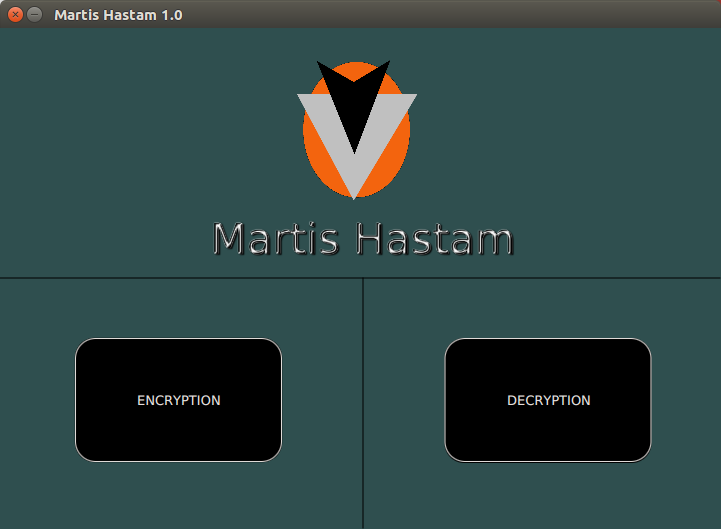 Martis Hastam 1.0
Martis Hastam
ENCRYPTION
DECRYPTION